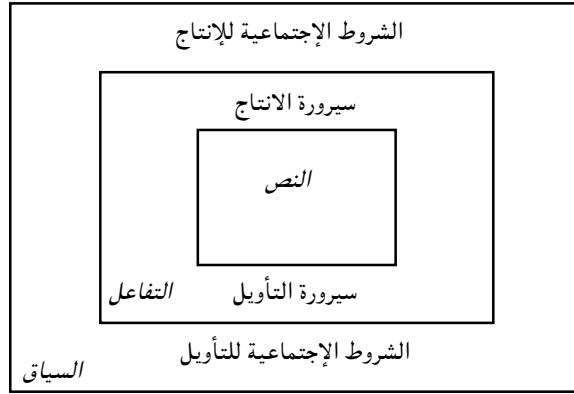 الشروط الإجتماعية للإنتاج
سيرورة الانتاج
النص
سيرورة التأويل
التفاعل
الشروط الإجتماعية للتأويل
السياق